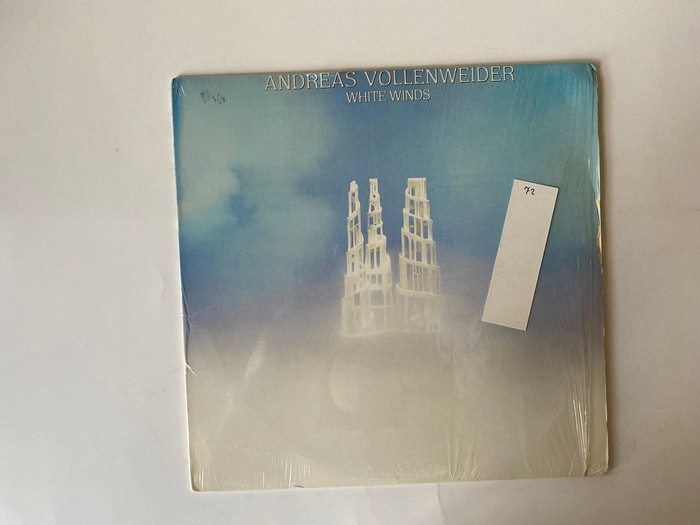 ANDREAS VOLLENWEIDER
WHITE WINDS
72